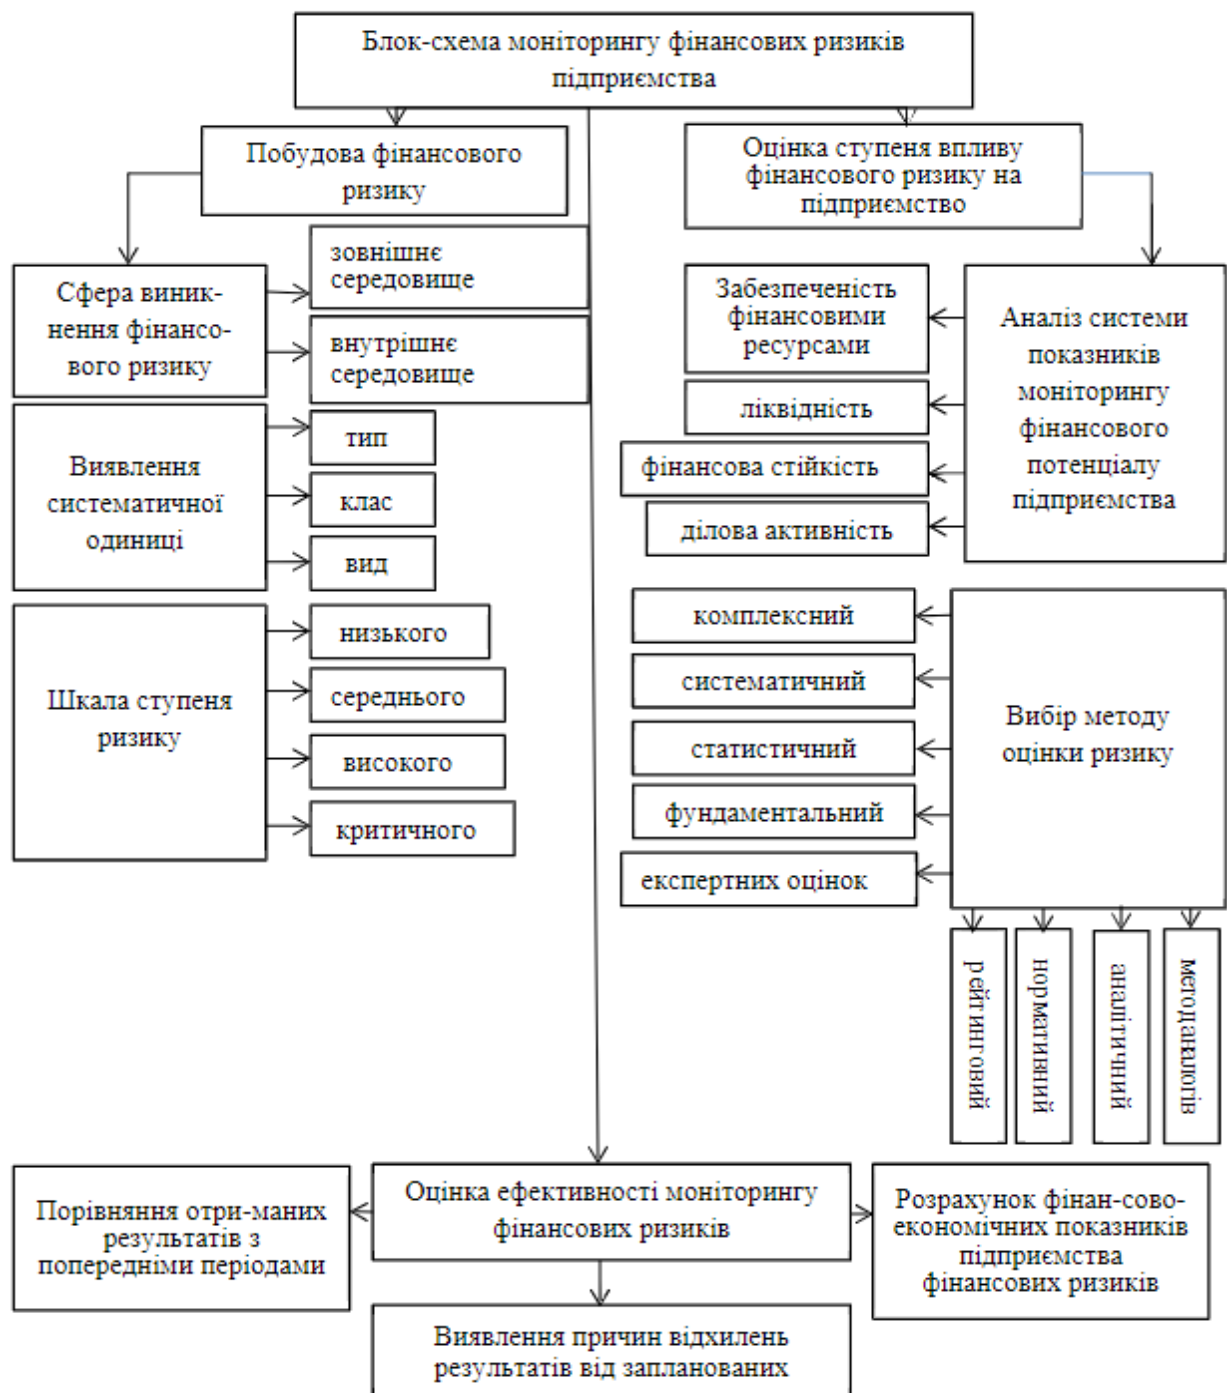 Блок-схема моніторингу фінансових ризиків
підприємства
Побудова фінансового
ризику
Оцінка ступеня впливу
фінансового ризику на
підприємство
Сфера виник-
нення фінансо-
вого ризику
зовнішнє
середовище
внутрішнє
середовище
Виявлення
систематичної
одиниці
тип
клас
вид
Шкала ступеня
ризику
низького
середнього
високого
критичного
Забезпеченість
фінансовими
ресурсами
ліквідність
фінансова стійкість
ділова активність
Аналіз системи
показників
моніторингу
фінансового
потенціалу
підприємства
комплексний
систематичний
статистичний
фундаментальний
експертних оцінок
Вибір методу
оцінки ризику
рейтинговий
нормативний
аналітичний
метод аналогів
Порівняння отри-маних
результатів з
попередніми періодами
Оцінка ефективності моніторингу
фінансових ризиків
Розрахунок фінан-сово-
економічних показників
підприємства
фінансових ризиків
Виявлення причин відхилень
результатів від запланованих